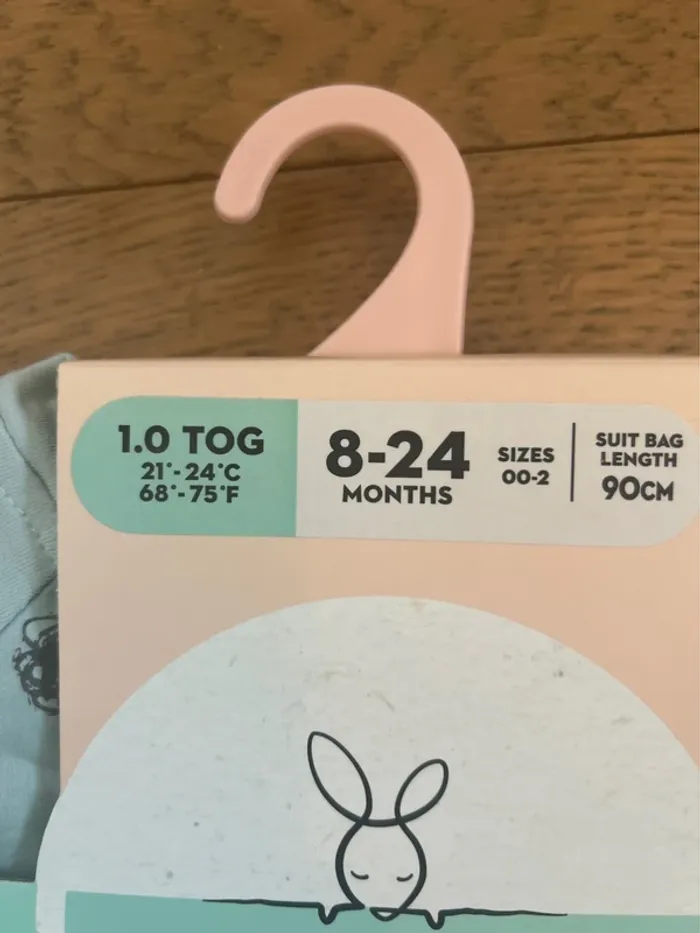 1.0 TOG
21°-24°C
68°-75°F
8-24
MONTHS
SIZES
00-2
SUIT BAG
LENGTH
90CM